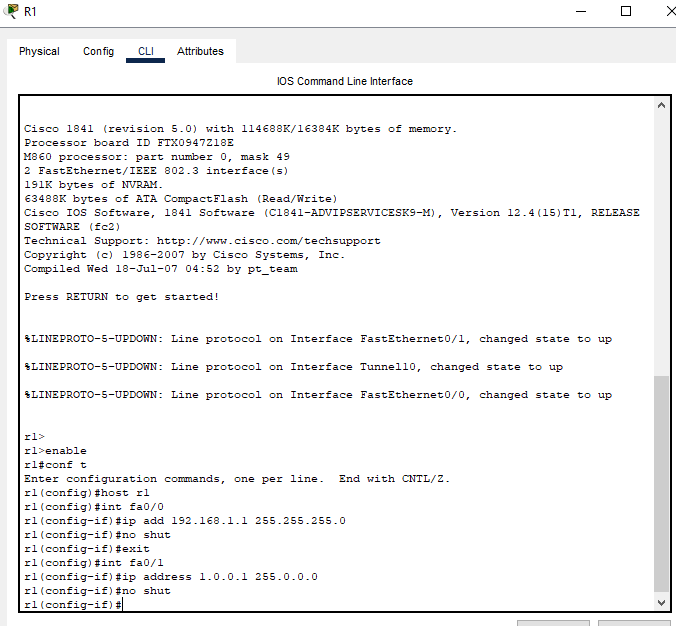 R1
Physical Config CLI Attributes
IOS Command Line Interface
Cisco 1841 (revision 5.0) with 114688K/16384K bytes of memory.
Processor board ID FTX0947Z18E
M860 processor: part number 0, mask 49
2 FastEthernet/IEEE 802.3 interface(s)
191K bytes of NVRAM.
63488K bytes of ATA CompactFlash (Read/Write)
Cisco IOS Software, 1841 Software (C1841-ADVIPSERVICESK9-M), Version 12.4(15)T1, RELEASE
SOFTWARE (fc2)
Technical Support: http://www.cisco.com/techsupport
Copyright (c) 1986-2007 by Cisco Systems, Inc.
Compiled Wed 18-Jul-07 04:52 by pt_team
Press RETURN to get started!
%LINEPROTO-5-UPDOWN: Line protocol on Interface FastEthernet0/1, changed state to up
%LINEPROTO-5-UPDOWN: Line protocol on Interface Tunnel10, changed state to up
%LINEPROTO-5-UPDOWN: Line protocol on Interface FastEthernet0/0, changed state to up
r1>
r1>enable
r1#conf t
Enter configuration commands, one per line.  End with CNTL/Z.
r1(config)#host r1
r1(config)#int fa0/0
r1(config-if)#ip add 192.168.1.1 255.255.255.0
r1(config-if)#no shut
r1(config-if)#exit
r1(config)#int fa0/1
r1(config-if)#ip address 1.0.0.1 255.0.0.0
r1(config-if)#no shut
r1(config-if)#